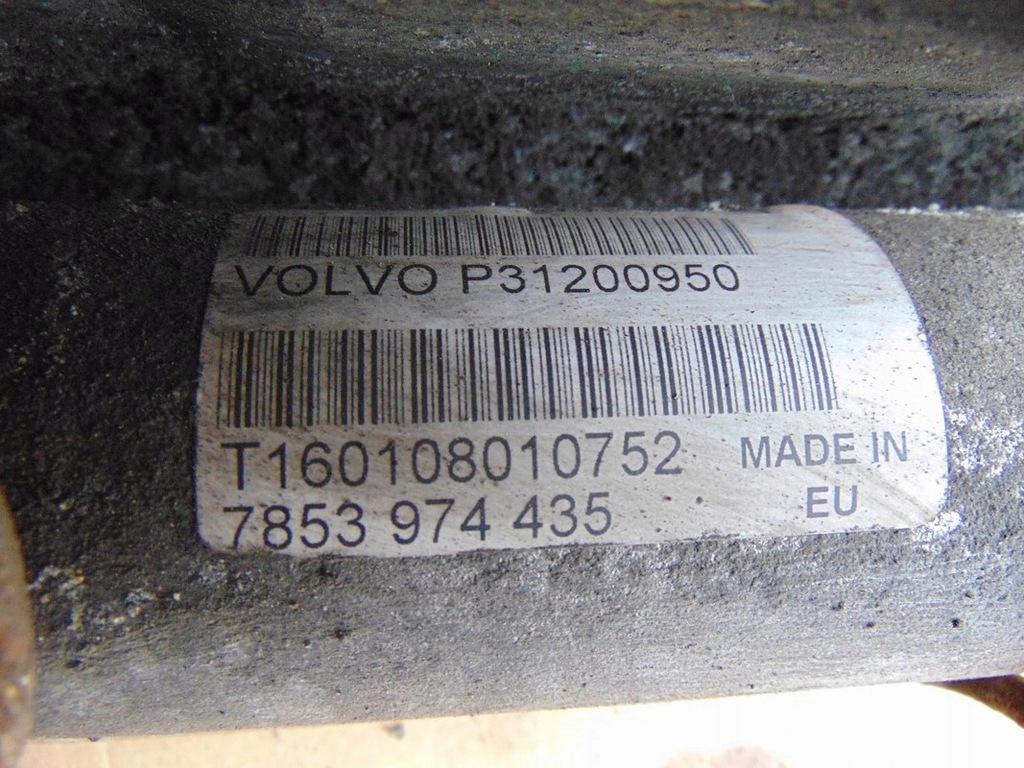 VOLVO P31200950
T160108010752 MADE IN
7853 974 435 EU